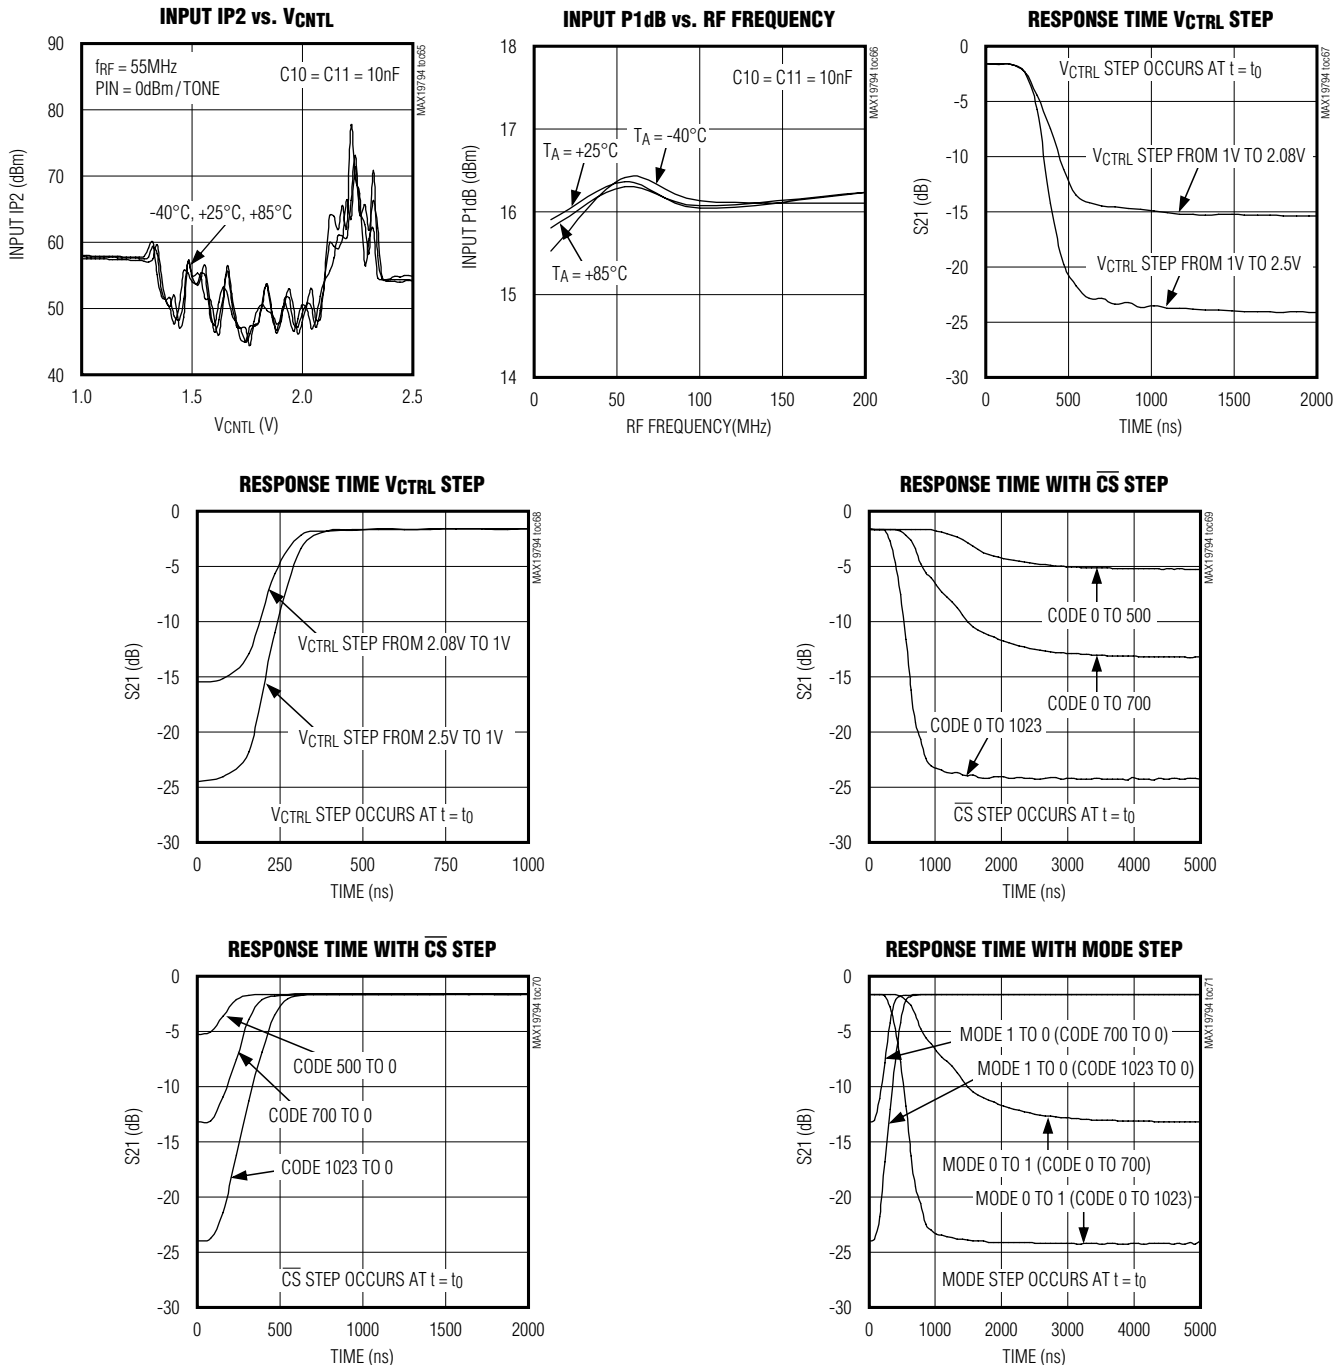 INPUT IP2 vs. VCNTL
90
80
70
60
50
40
INPUT IP2 (dBm)
fRF = 55MHz
PIN = 0dBm/TONE
C10 = C11 = 10nF
-40°C, +25°C, +85°C
1.0 1.5 2.0 2.5
VCNTL (V)
MAX19794 toc65
INPUT P1dB vs. RF FREQUENCY
18
17
16
15
14
INPUT P1dB (dBm)
C10 = C11 = 10nF
TA = -40°C
TA = +25°C
TA = +85°C
0 50 100 150 200
RF FREQUENCY(MHz)
MAX19794 toc66
RESPONSE TIME VCTRL STEP
0
-5
-10
-15
-20
-25
-30
S21 (dB)
VCTRL STEP OCCURS AT t = t0
VCTRL STEP FROM 1V TO 2.08V
VCTRL STEP FROM 1V TO 2.5V
0 500 1000 1500 2000
TIME (ns)
MAX19794 toc67
RESPONSE TIME VCTRL STEP
0
-5
-10
-15
-20
-25
-30
S21 (dB)
VCTRL STEP FROM 2.08V TO 1V
VCTRL STEP FROM 2.5V TO 1V
VCTRL STEP OCCURS AT t = t0
0 250 500 750 1000
TIME (ns)
MAX19794 toc68
RESPONSE TIME WITH C̅S̅ STEP
0
-5
-10
-15
-20
-25
-30
S21 (dB)
CODE 0 TO 500
CODE 0 TO 700
CODE 0 TO 1023
C̅S̅ STEP OCCURS AT t = t0
0 1000 2000 3000 4000 5000
TIME (ns)
MAX19794 toc69
RESPONSE TIME WITH C̅S̅ STEP
0
-5
-10
-15
-20
-25
-30
S21 (dB)
CODE 500 TO 0
CODE 700 TO 0
CODE 1023 TO 0
C̅S̅ STEP OCCURS AT t = t0
0 500 1000 1500 2000
TIME (ns)
MAX19794 toc70
RESPONSE TIME WITH MODE STEP
0
-5
-10
-15
-20
-25
-30
S21 (dB)
MODE 1 TO 0 (CODE 700 TO 0)
MODE 1 TO 0 (CODE 1023 TO 0)
MODE 0 TO 1 (CODE 0 TO 700)
MODE 0 TO 1 (CODE 0 TO 1023)
MODE STEP OCCURS AT t = t0
0 1000 2000 3000 4000 5000
TIME (ns)
MAX19794 toc71